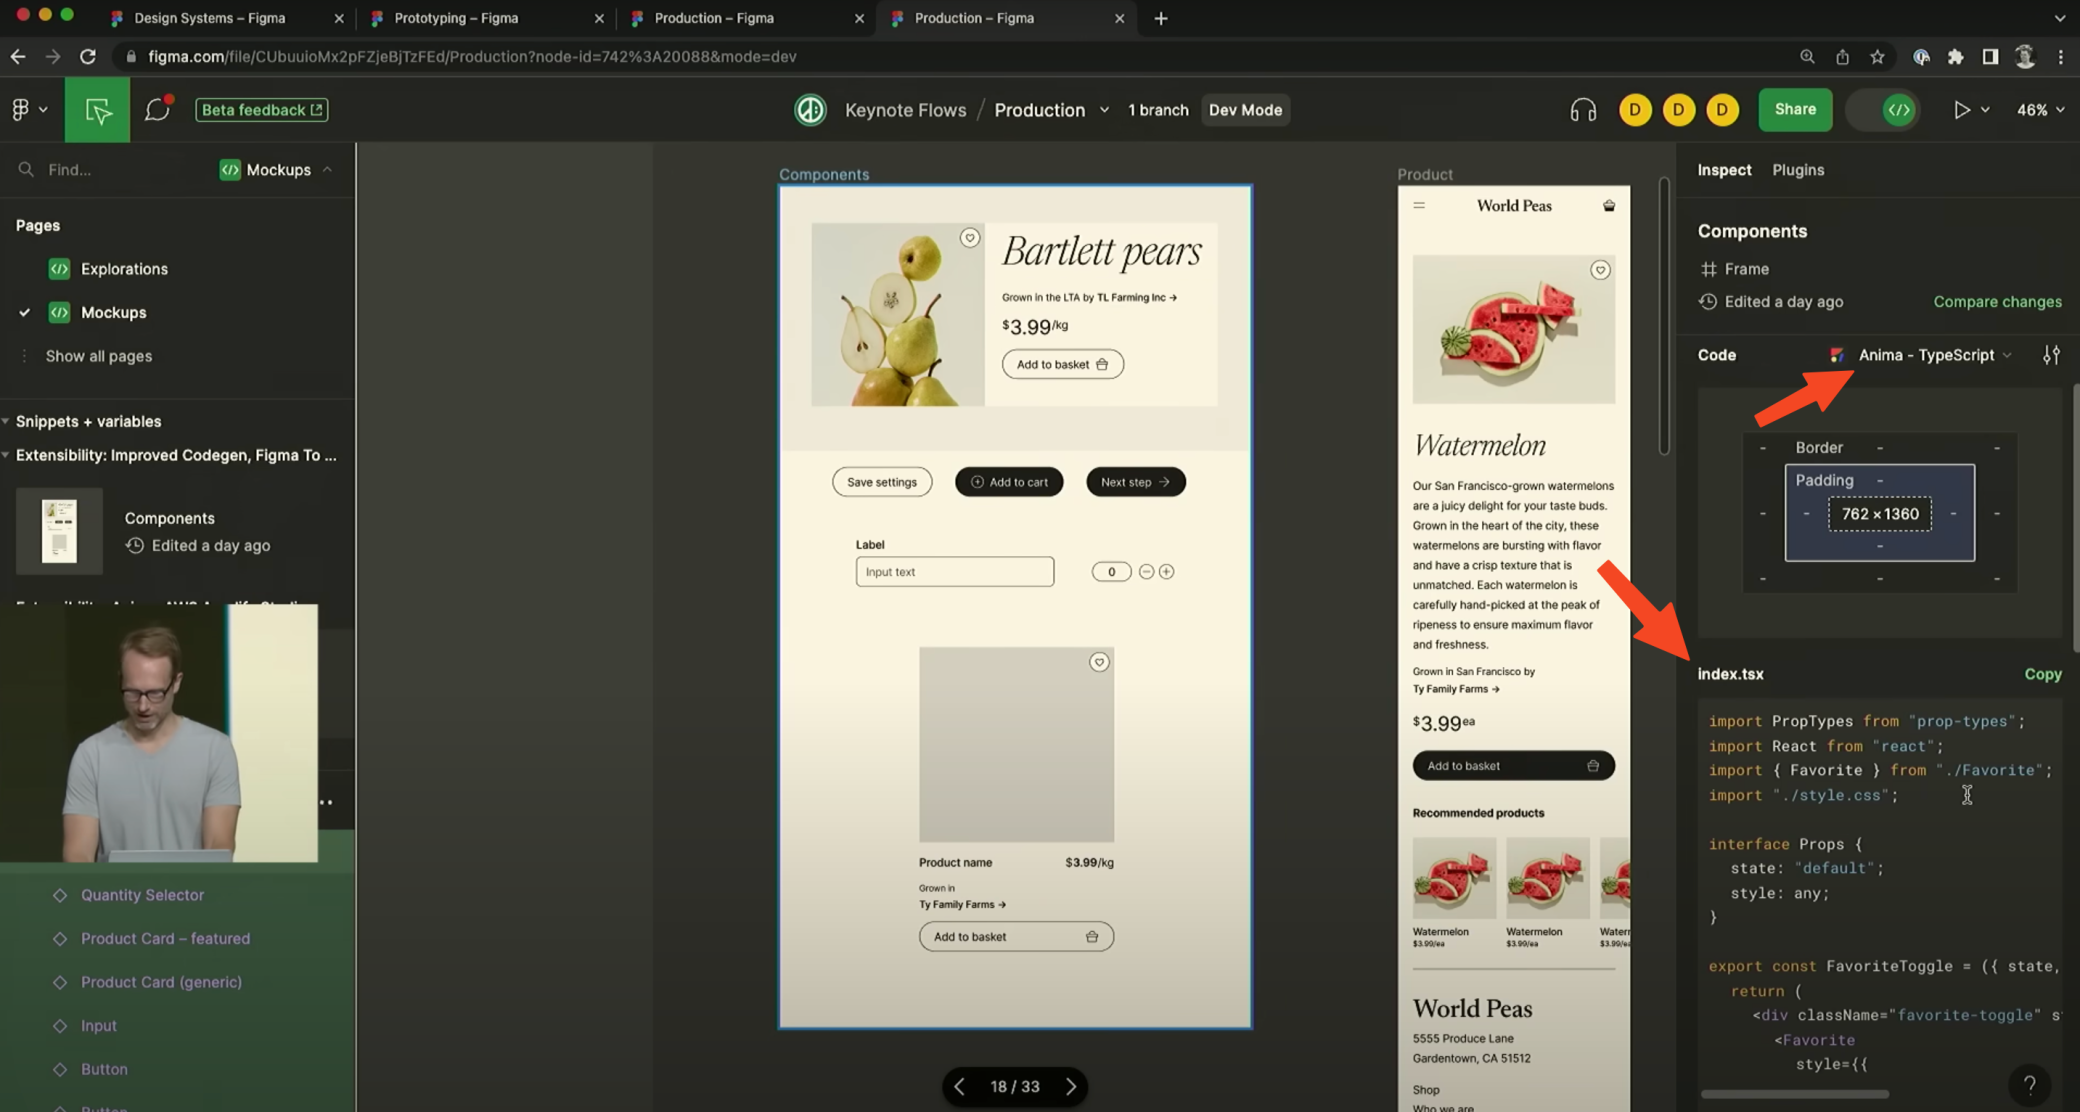 Design Systems – Figma
Prototyping – Figma
Production – Figma
Production – Figma
figma.com/file/CUbuuioMx2pFZjeBjTzFEd/Production?node-id=742%3A20088&mode=dev
Beta feedback
Keynote Flows / Production
1 branch
Dev Mode
D
D
D
Share
46%
Find...
Mockups
Pages
Explorations
Mockups
Show all pages
Snippets + variables
Extensibility: Improved Codegen, Figma To ...
Components
Edited a day ago
Quantity Selector
Product Card – featured
Product Card (generic)
Input
Button
Components
Bartlett pears
Grown in the LTA by TL Farming Inc →
$3.99/kg
Add to basket
Save settings
Add to cart
Next step →
Label
Input text
0
Product name
$3.99/kg
Grown in
Ty Family Farms →
Add to basket
18 / 33
Product
World Peas
Watermelon
Our San Francisco-grown watermelons
are a juicy delight for your taste buds.
Grown in the heart of the city, these
watermelons are bursting with flavor
and have a crisp texture that is
unmatched. Each watermelon is
carefully hand-picked at the peak of
ripeness to ensure maximum flavor
and freshness.
Grown in San Francisco by
Ty Family Farms →
$3.99ea
Add to basket
Recommended products
Watermelon
$3.99/ea
Watermelon
$3.99/ea
Water
$3.99/e
World Peas
5555 Produce Lane
Gardentown, CA 51512
Shop
Who we are
Inspect
Plugins
Components
Frame
Edited a day ago
Compare changes
Code
Anima - TypeScript
Border
Padding
762 × 1360
index.tsx
Copy
import PropTypes from "prop-types";
import React from "react";
import { Favorite } from "./Favorite";
import "./style.css";
interface Props {
state: "default";
style: any;
}
export const FavoriteToggle = ({ state,
return (
<div className="favorite-toggle" s
<Favorite
style={{
?